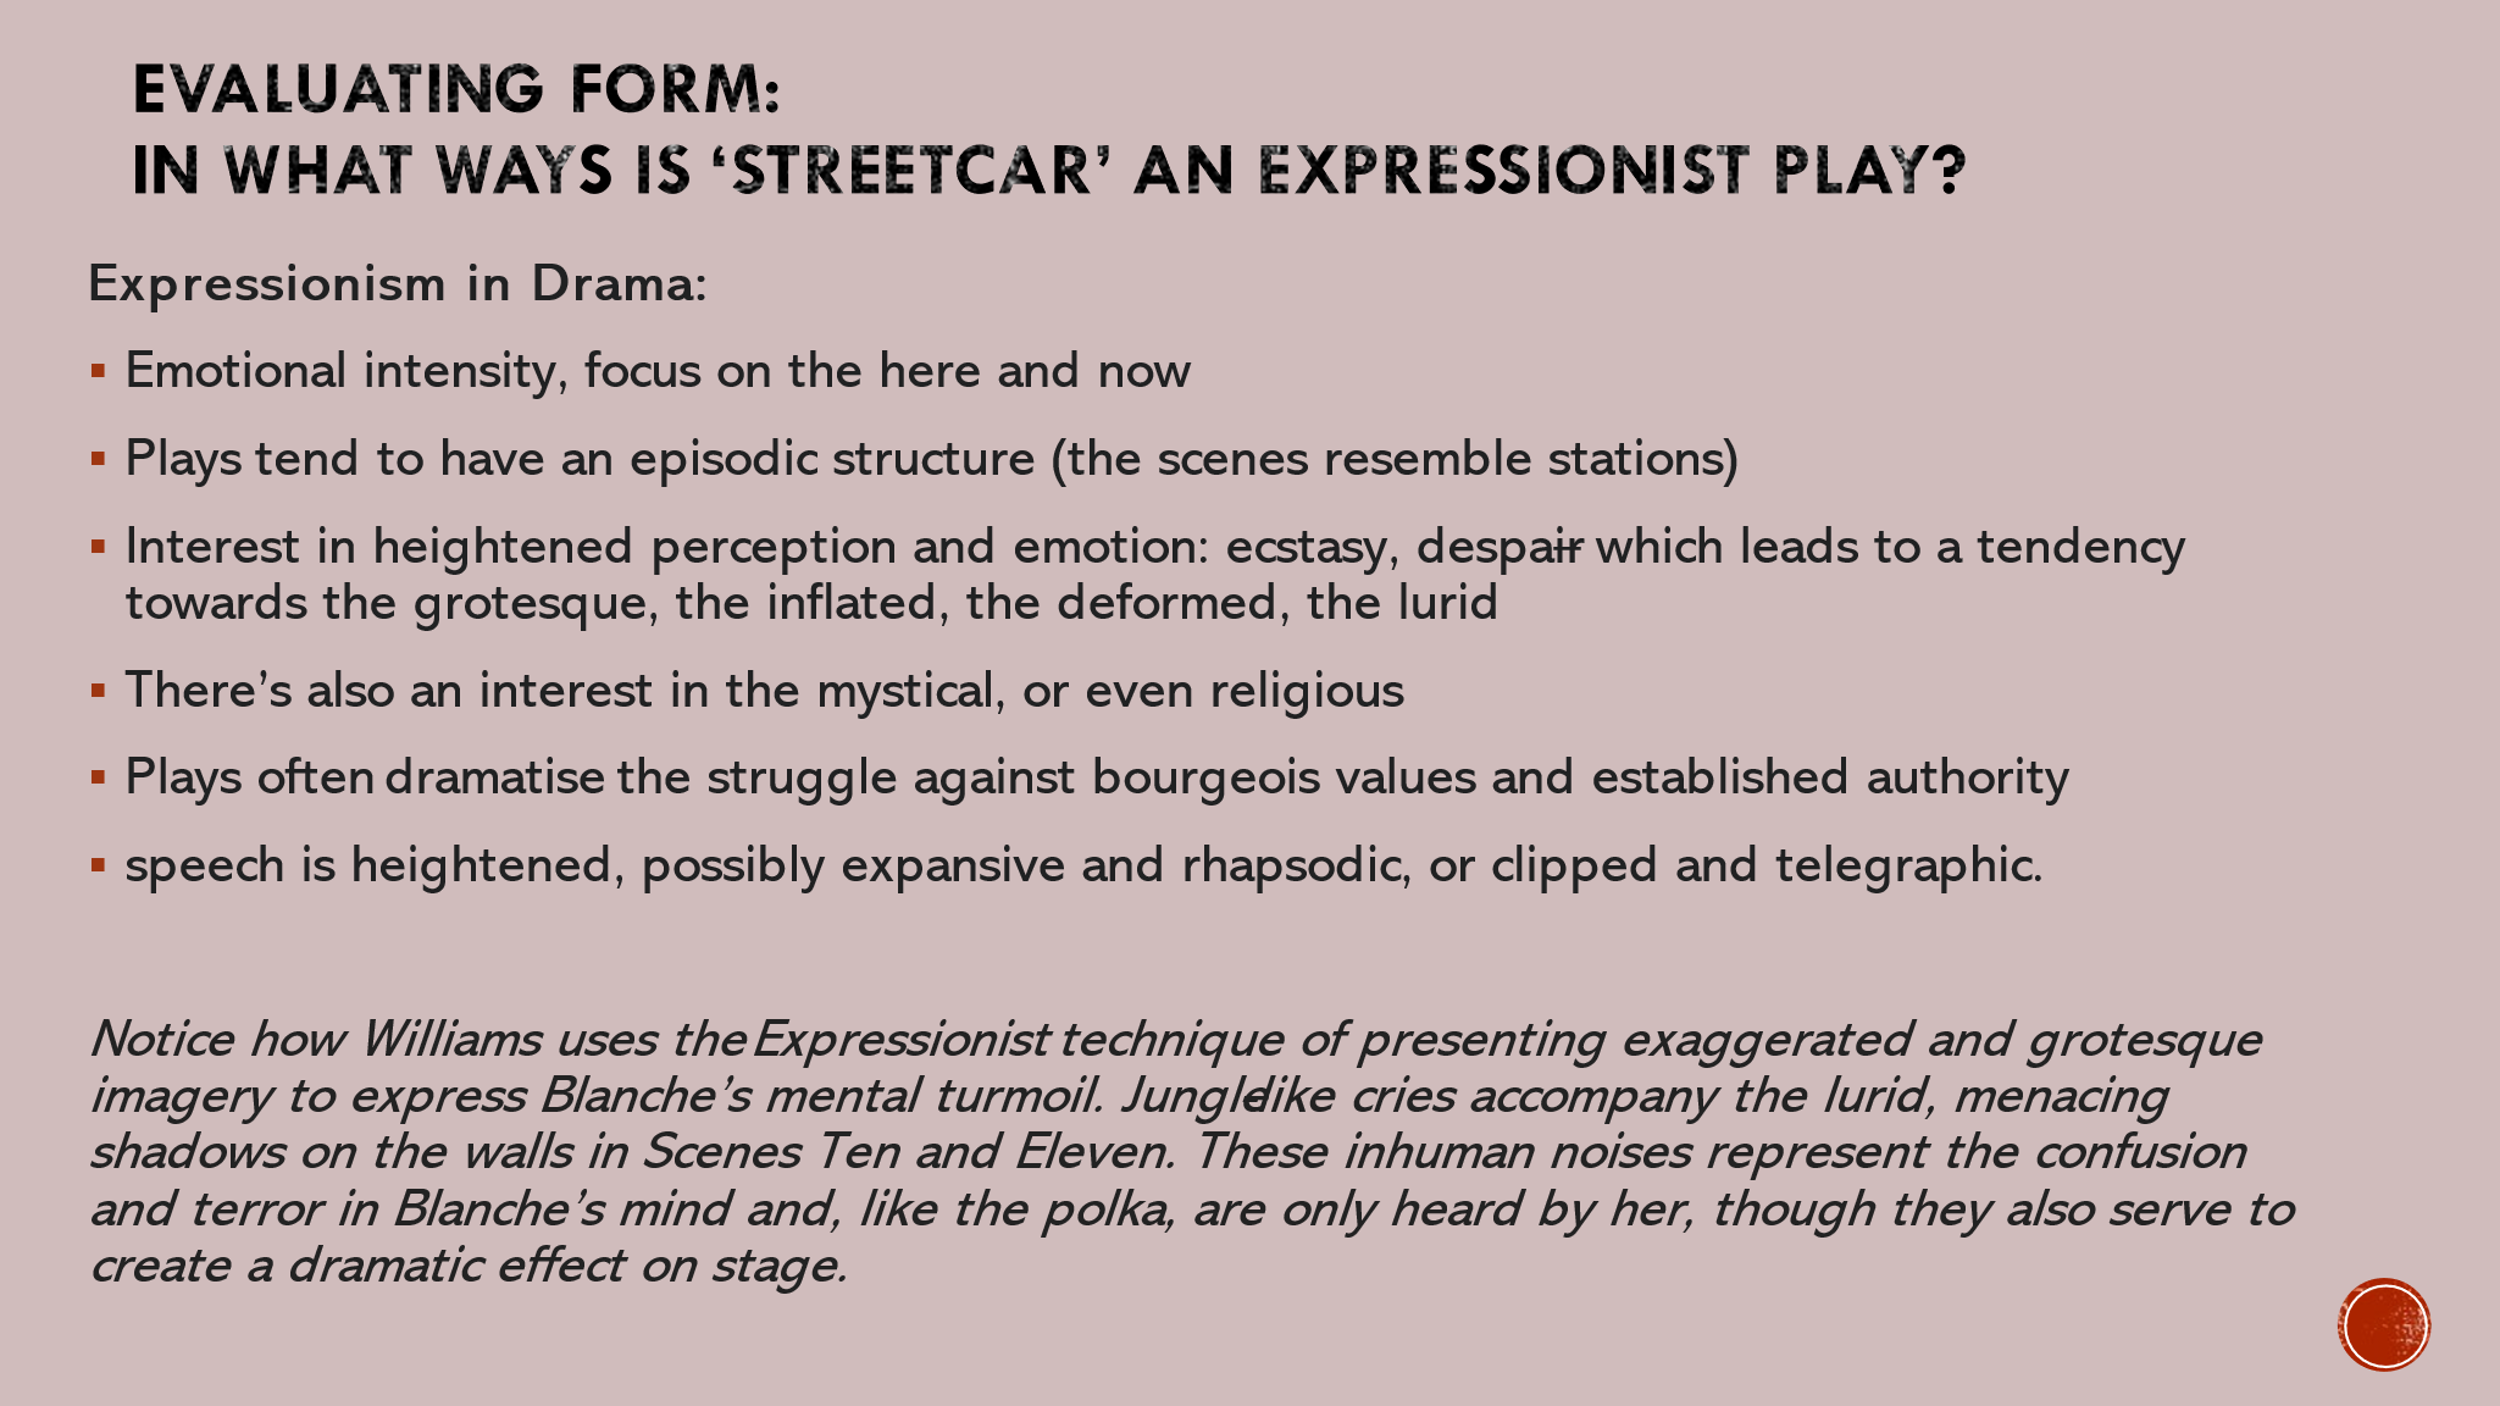 EVALUATING FORM:
IN WHAT WAYS IS ‘STREETCAR’ AN EXPRESSIONIST PLAY?
Expressionism in Drama:
▪ Emotional intensity, focus on the here and now
▪ Plays tend to have an episodic structure (the scenes resemble stations)
▪ Interest in heightened perception and emotion: ecstasy, despair- which leads to a tendency
towards the grotesque, the inflated, the deformed, the lurid
▪ There’s also an interest in the mystical, or even religious
▪ Plays often dramatise the struggle against bourgeois values and established authority
▪ speech is heightened, possibly expansive and rhapsodic, or clipped and telegraphic.
Notice how Williams uses the Expressionist technique of presenting exaggerated and grotesque
imagery to express Blanche’s mental turmoil. Jungle-like cries accompany the lurid, menacing
shadows on the walls in Scenes Ten and Eleven. These inhuman noises represent the confusion
and terror in Blanche’s mind and, like the polka, are only heard by her, though they also serve to
create a dramatic effect on stage.